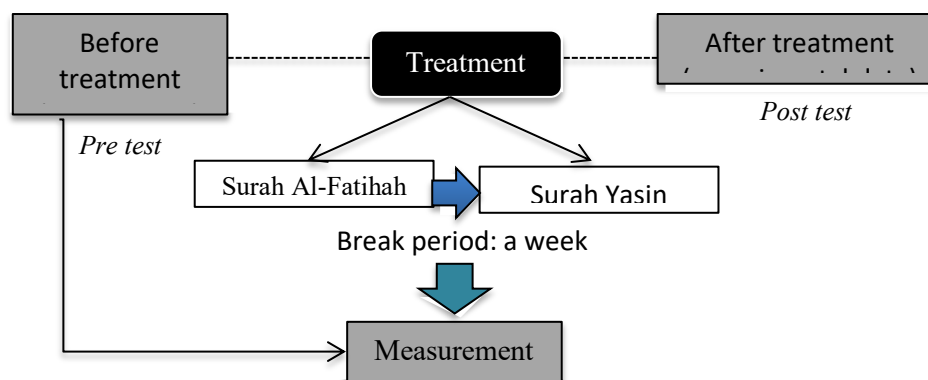 Before
treatment
Treatment
After treatment
Pre test
Post test
Surah Al-Fatihah
Surah Yasin
Break period: a week
Measurement